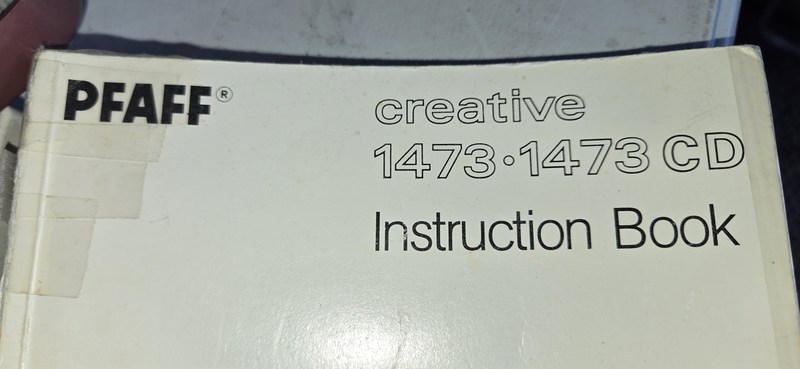 PFAFF®
creative
1473·1473 CD
Instruction Book